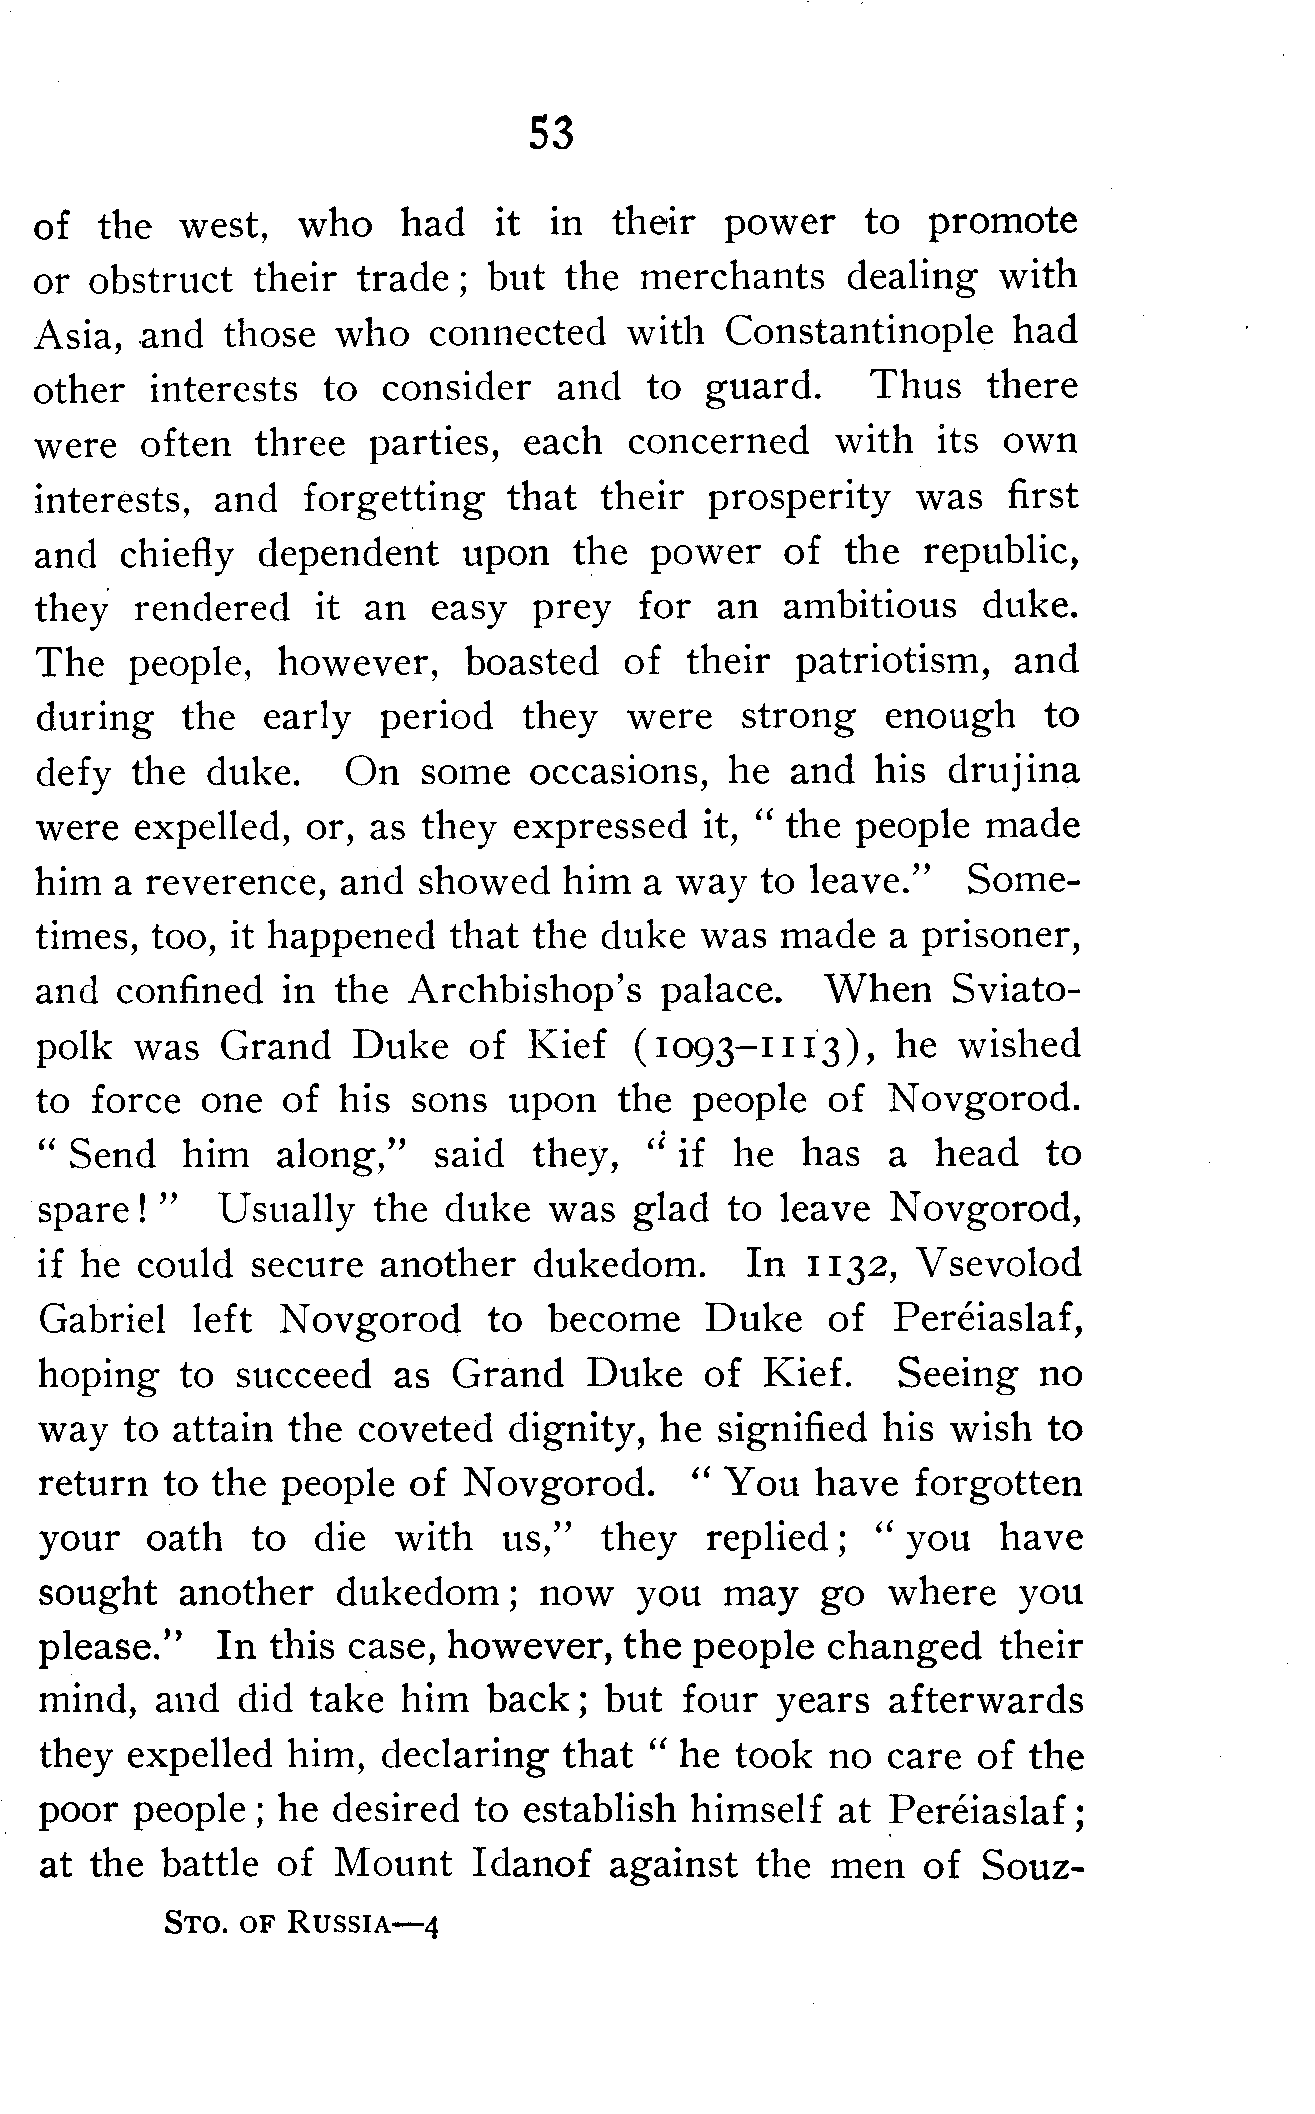 53
of the west, who had it in their power to promote
or obstruct their trade; but the merchants dealing with
Asia, and those who connected with Constantinople had
other interests to consider and to guard. Thus there
were often three parties, each concerned with its own
interests, and forgetting that their prosperity was first
and chiefly dependent upon the power of the republic,
they rendered it an easy prey for an ambitious duke.
The people, however, boasted of their patriotism, and
during the early period they were strong enough to
defy the duke. On some occasions, he and his drujina
were expelled, or, as they expressed it, “ the people made
him a reverence, and showed him a way to leave.” Some-
times, too, it happened that the duke was made a prisoner,
and confined in the Archbishop's palace. When Sviato-
polk was Grand Duke of Kief (1093–1113), he wished
to force one of his sons upon the people of Novgorod.
“ Send him along,” said they, “ if he has a head to
spare! ” Usually the duke was glad to leave Novgorod,
if he could secure another dukedom. In 1132, Vsevolod
Gabriel left Novgorod to become Duke of Peréiaslaf,
hoping to succeed as Grand Duke of Kief. Seeing no
way to attain the coveted dignity, he signified his wish to
return to the people of Novgorod. “ You have forgotten
your oath to die with us,” they replied; “ you have
sought another dukedom; now you may go where you
please.” In this case, however, the people changed their
mind, and did take him back; but four years afterwards
they expelled him, declaring that “ he took no care of the
poor people; he desired to establish himself at Peréiaslaf;
at the battle of Mount Idanof against the men of Souz-
STO. OF RUSSIA—4